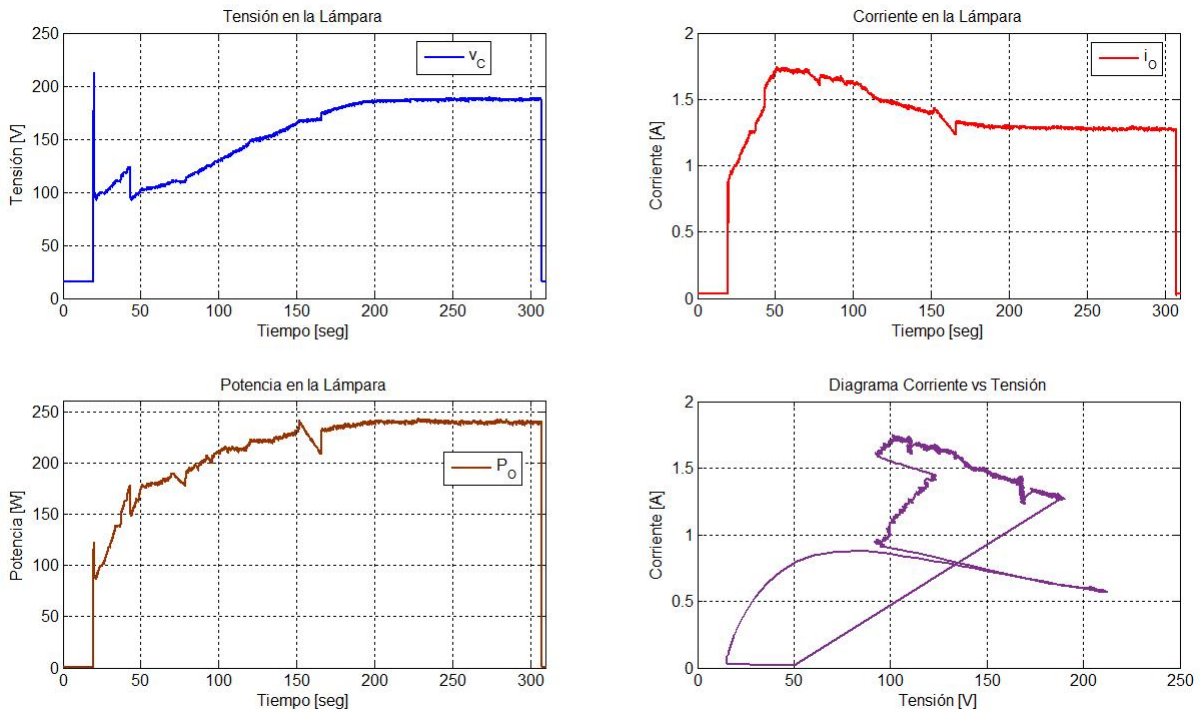 Tensión en la Lámpara
250
200
150
100
50
0
Tensión [V]
v_C
0 50 100 150 200 250 300
Tiempo [seg]
Corriente en la Lámpara
2
1.5
1
0.5
0
Corriente [A]
i_O
0 50 100 150 200 250 300
Tiempo [seg]
Potencia en la Lámpara
250
200
150
100
50
0
Potencia [W]
P_O
0 50 100 150 200 250 300
Tiempo [seg]
Diagrama Corriente vs Tensión
2
1.5
1
0.5
0
Corriente [A]
0 50 100 150 200 250
Tensión [V]